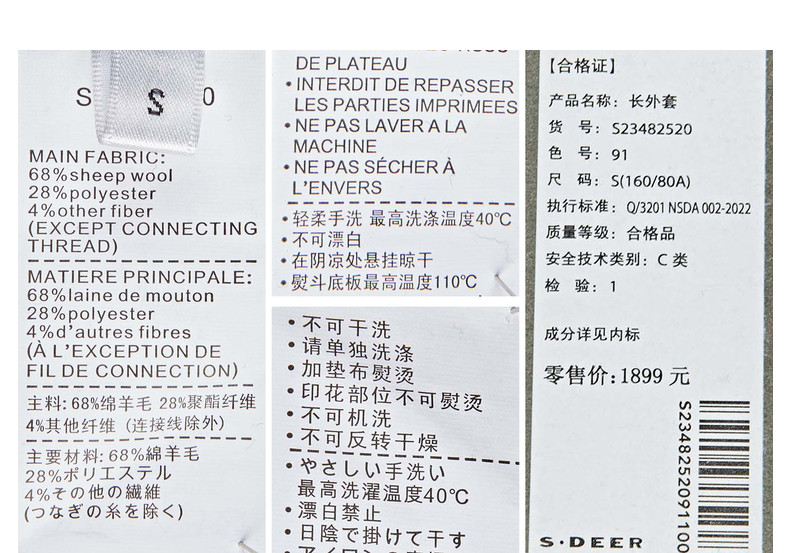 S
S
0
MAIN FABRIC:
68%sheep wool
28%polyester
4%other fiber
(EXCEPT CONNECTING
THREAD)
MATIERE PRINCIPALE:
68%laine de mouton
28%polyester
4%d'autres fibres
(À L'EXCEPTION DE
FIL DE CONNECTION)
主料: 68%绵羊毛 28%聚酯纤维
4%其他纤维 (连接线除外)
主要材料: 68%綿羊毛
28%ポリエステル
4%その他の繊維
(つなぎの糸を除く)
DE PLATEAU
•INTERDIT DE REPASSER
LES PARTIES IMPRIMEES
•NE PAS LAVER A LA
MACHINE
•NE PAS SÉCHER À
L'ENVERS
•轻柔手洗 最高洗涤温度40℃
•不可漂白
•在阴凉处悬挂晾干
•熨斗底板最高温度110℃
•不可干洗
•请单独洗涤
•加垫布熨烫
•印花部位不可熨烫
•不可机洗
•不可反转干燥
•やさしい手洗い
最高洗濯温度40℃
•漂白禁止
•日陰で掛けて干す
【合格证】
产品名称: 长外套
货 号: S23482520
色 号: 91
尺 码: S(160/80A)
执行标准: Q/3201 NSDA 002-2022
质量等级: 合格品
安全技术类别: C 类
检 验: 1
成分详见内标
零售价: 1899 元
S2348252091100
S·DEER